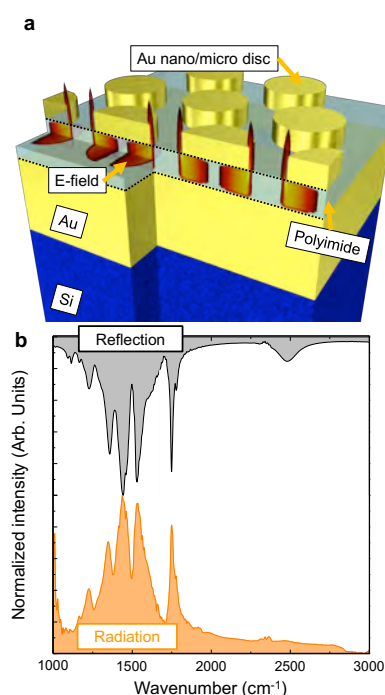 a
Au nano/micro disc
E-field
Au
Polyimide
Si
b
Reflection
Normalized intensity (Arb. Units)
Radiation
1000 1500 2000 2500 3000
Wavenumber (cm⁻¹)